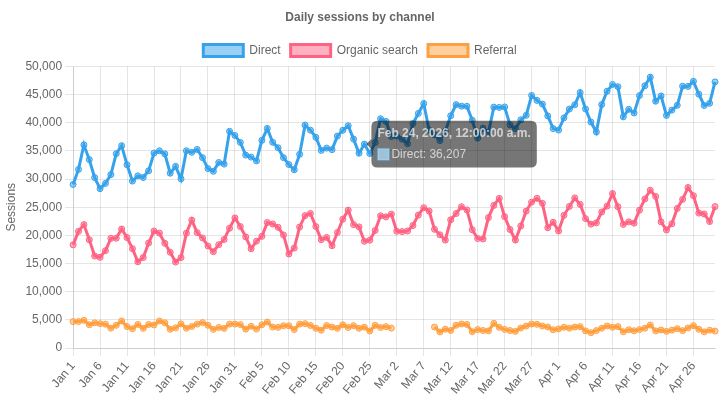 Daily sessions by channel
Direct
Organic search
Referral
50,000
45,000
40,000
35,000
30,000
25,000
20,000
15,000
10,000
5,000
0
Sessions
Feb 24, 2026, 12:00:00 a.m.
Direct: 36,207
Jan 1
Jan 6
Jan 11
Jan 16
Jan 21
Jan 26
Jan 31
Feb 5
Feb 10
Feb 15
Feb 20
Feb 25
Mar 2
Mar 7
Mar 12
Mar 17
Mar 22
Mar 27
Apr 1
Apr 6
Apr 11
Apr 16
Apr 21
Apr 26